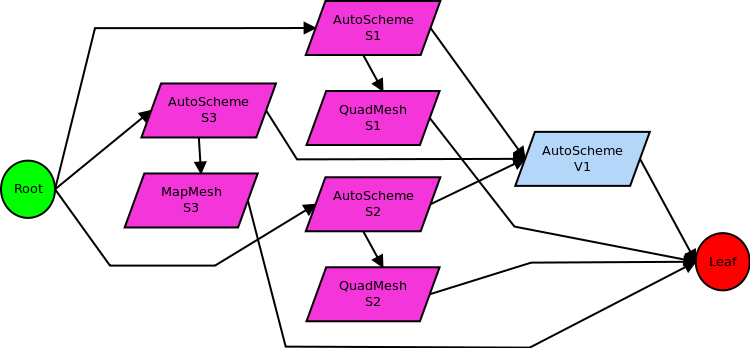 AutoScheme
S1
AutoScheme
S3
QuadMesh
S1
AutoScheme
V1
Root
MapMesh
S3
AutoScheme
S2
Leaf
QuadMesh
S2